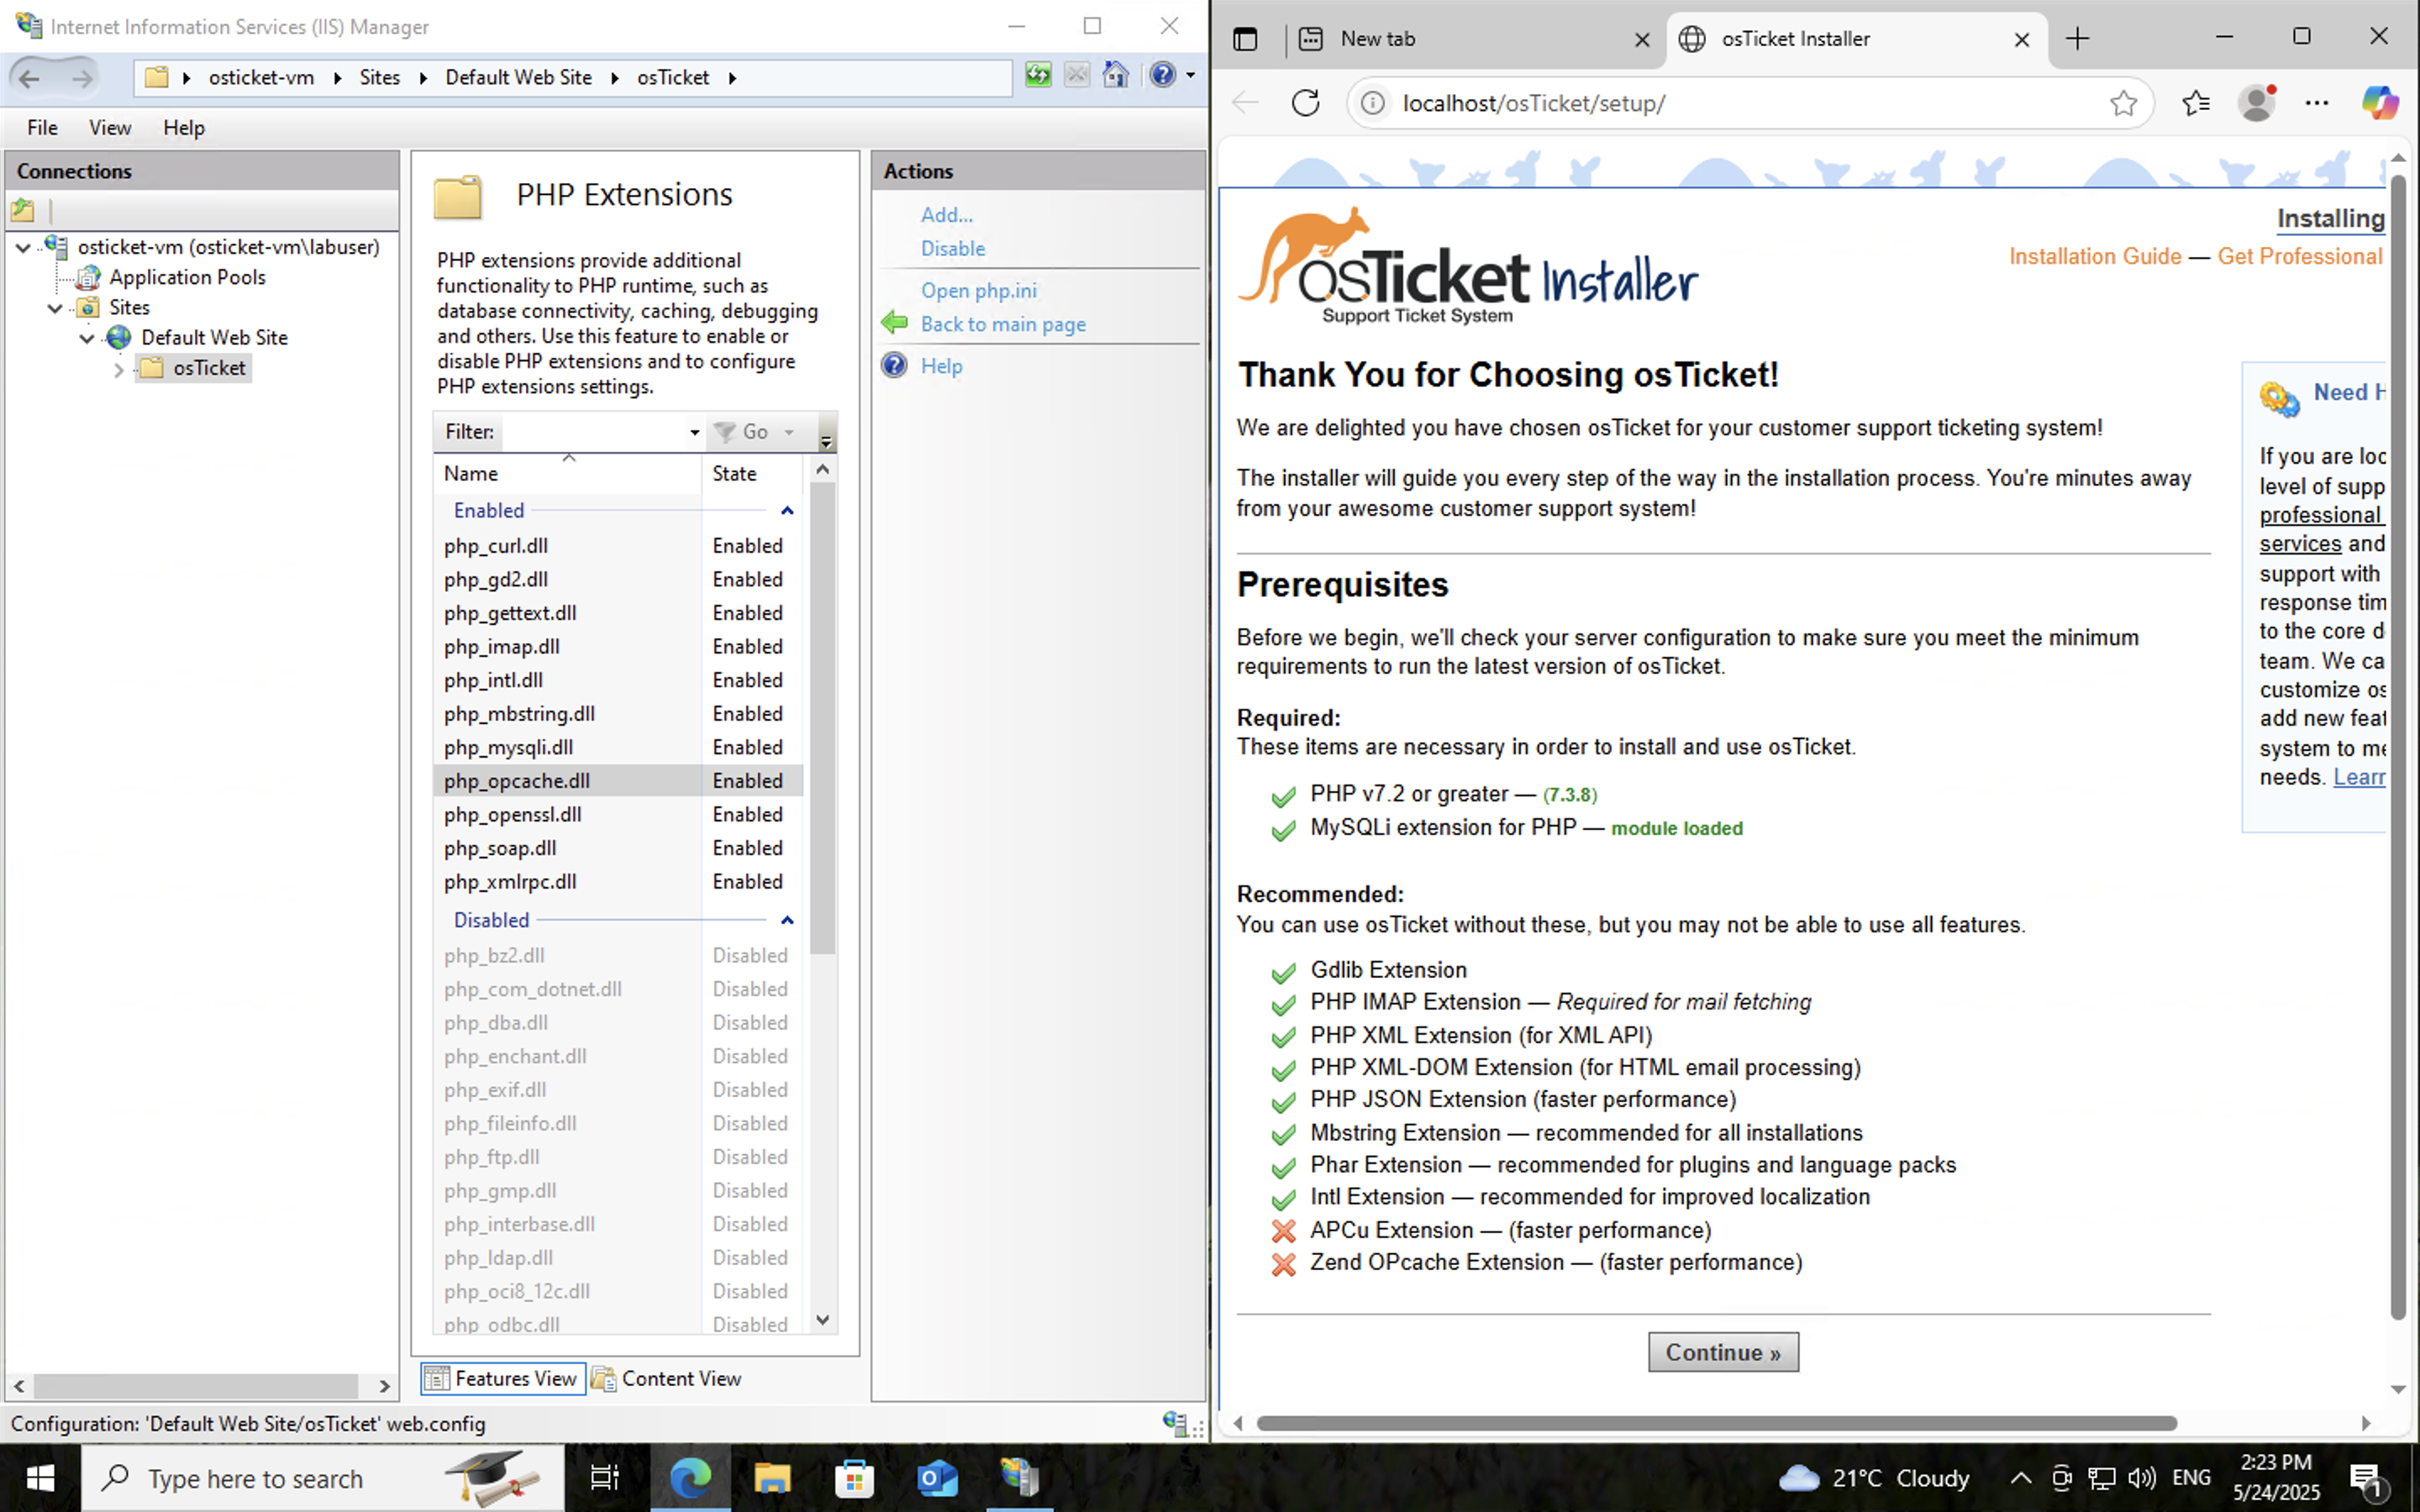 Internet Information Services (IIS) Manager
osticket-vm
Sites
Default Web Site
osTicket
File
View
Help
Connections
osticket-vm (osticket-vm\labuser)
Application Pools
Sites
Default Web Site
osTicket
PHP Extensions
PHP extensions provide additional
functionality to PHP runtime, such as
database connectivity, caching, debugging
and others. Use this feature to enable or
disable PHP extensions and to configure
PHP extensions settings.
Filter:
Go
Name State
Enabled
php_curl.dll Enabled
php_gd2.dll Enabled
php_gettext.dll Enabled
php_imap.dll Enabled
php_intl.dll Enabled
php_mbstring.dll Enabled
php_mysqli.dll Enabled
php_opcache.dll Enabled
php_openssl.dll Enabled
php_soap.dll Enabled
php_xmlrpc.dll Enabled
Disabled
php_bz2.dll Disabled
php_com_dotnet.dll Disabled
php_dba.dll Disabled
php_enchant.dll Disabled
php_exif.dll Disabled
php_fileinfo.dll Disabled
php_ftp.dll Disabled
php_gmp.dll Disabled
php_interbase.dll Disabled
php_ldap.dll Disabled
php_oci8_12c.dll Disabled
php_odbc.dll Disabled
Features View
Content View
Actions
Add...
Disable
Open php.ini
Back to main page
Help
Configuration: 'Default Web Site/osTicket' web.config
New tab
osTicket Installer
localhost/osTicket/setup/
osTicket Installer
Support Ticket System
Installing
Installation Guide — Get Professional
Thank You for Choosing osTicket!
We are delighted you have chosen osTicket for your customer support ticketing system!
The installer will guide you every step of the way in the installation process. You're minutes away
from your awesome customer support system!
Prerequisites
Before we begin, we'll check your server configuration to make sure you meet the minimum
requirements to run the latest version of osTicket.
Required:
These items are necessary in order to install and use osTicket.
PHP v7.2 or greater — (7.3.8)
MySQLi extension for PHP — module loaded
Recommended:
You can use osTicket without these, but you may not be able to use all features.
Gdlib Extension
PHP IMAP Extension — Required for mail fetching
PHP XML Extension (for XML API)
PHP XML-DOM Extension (for HTML email processing)
PHP JSON Extension (faster performance)
Mbstring Extension — recommended for all installations
Phar Extension — recommended for plugins and language packs
Intl Extension — recommended for improved localization
APCu Extension — (faster performance)
Zend OPcache Extension — (faster performance)
Continue »
Need H
If you are loo
level of supp
professional
services and
support with
response tim
to the core d
team. We ca
customize os
add new feat
system to me
needs. Learn
Type here to search
21°C Cloudy
ENG
2:23 PM
5/24/2025
1